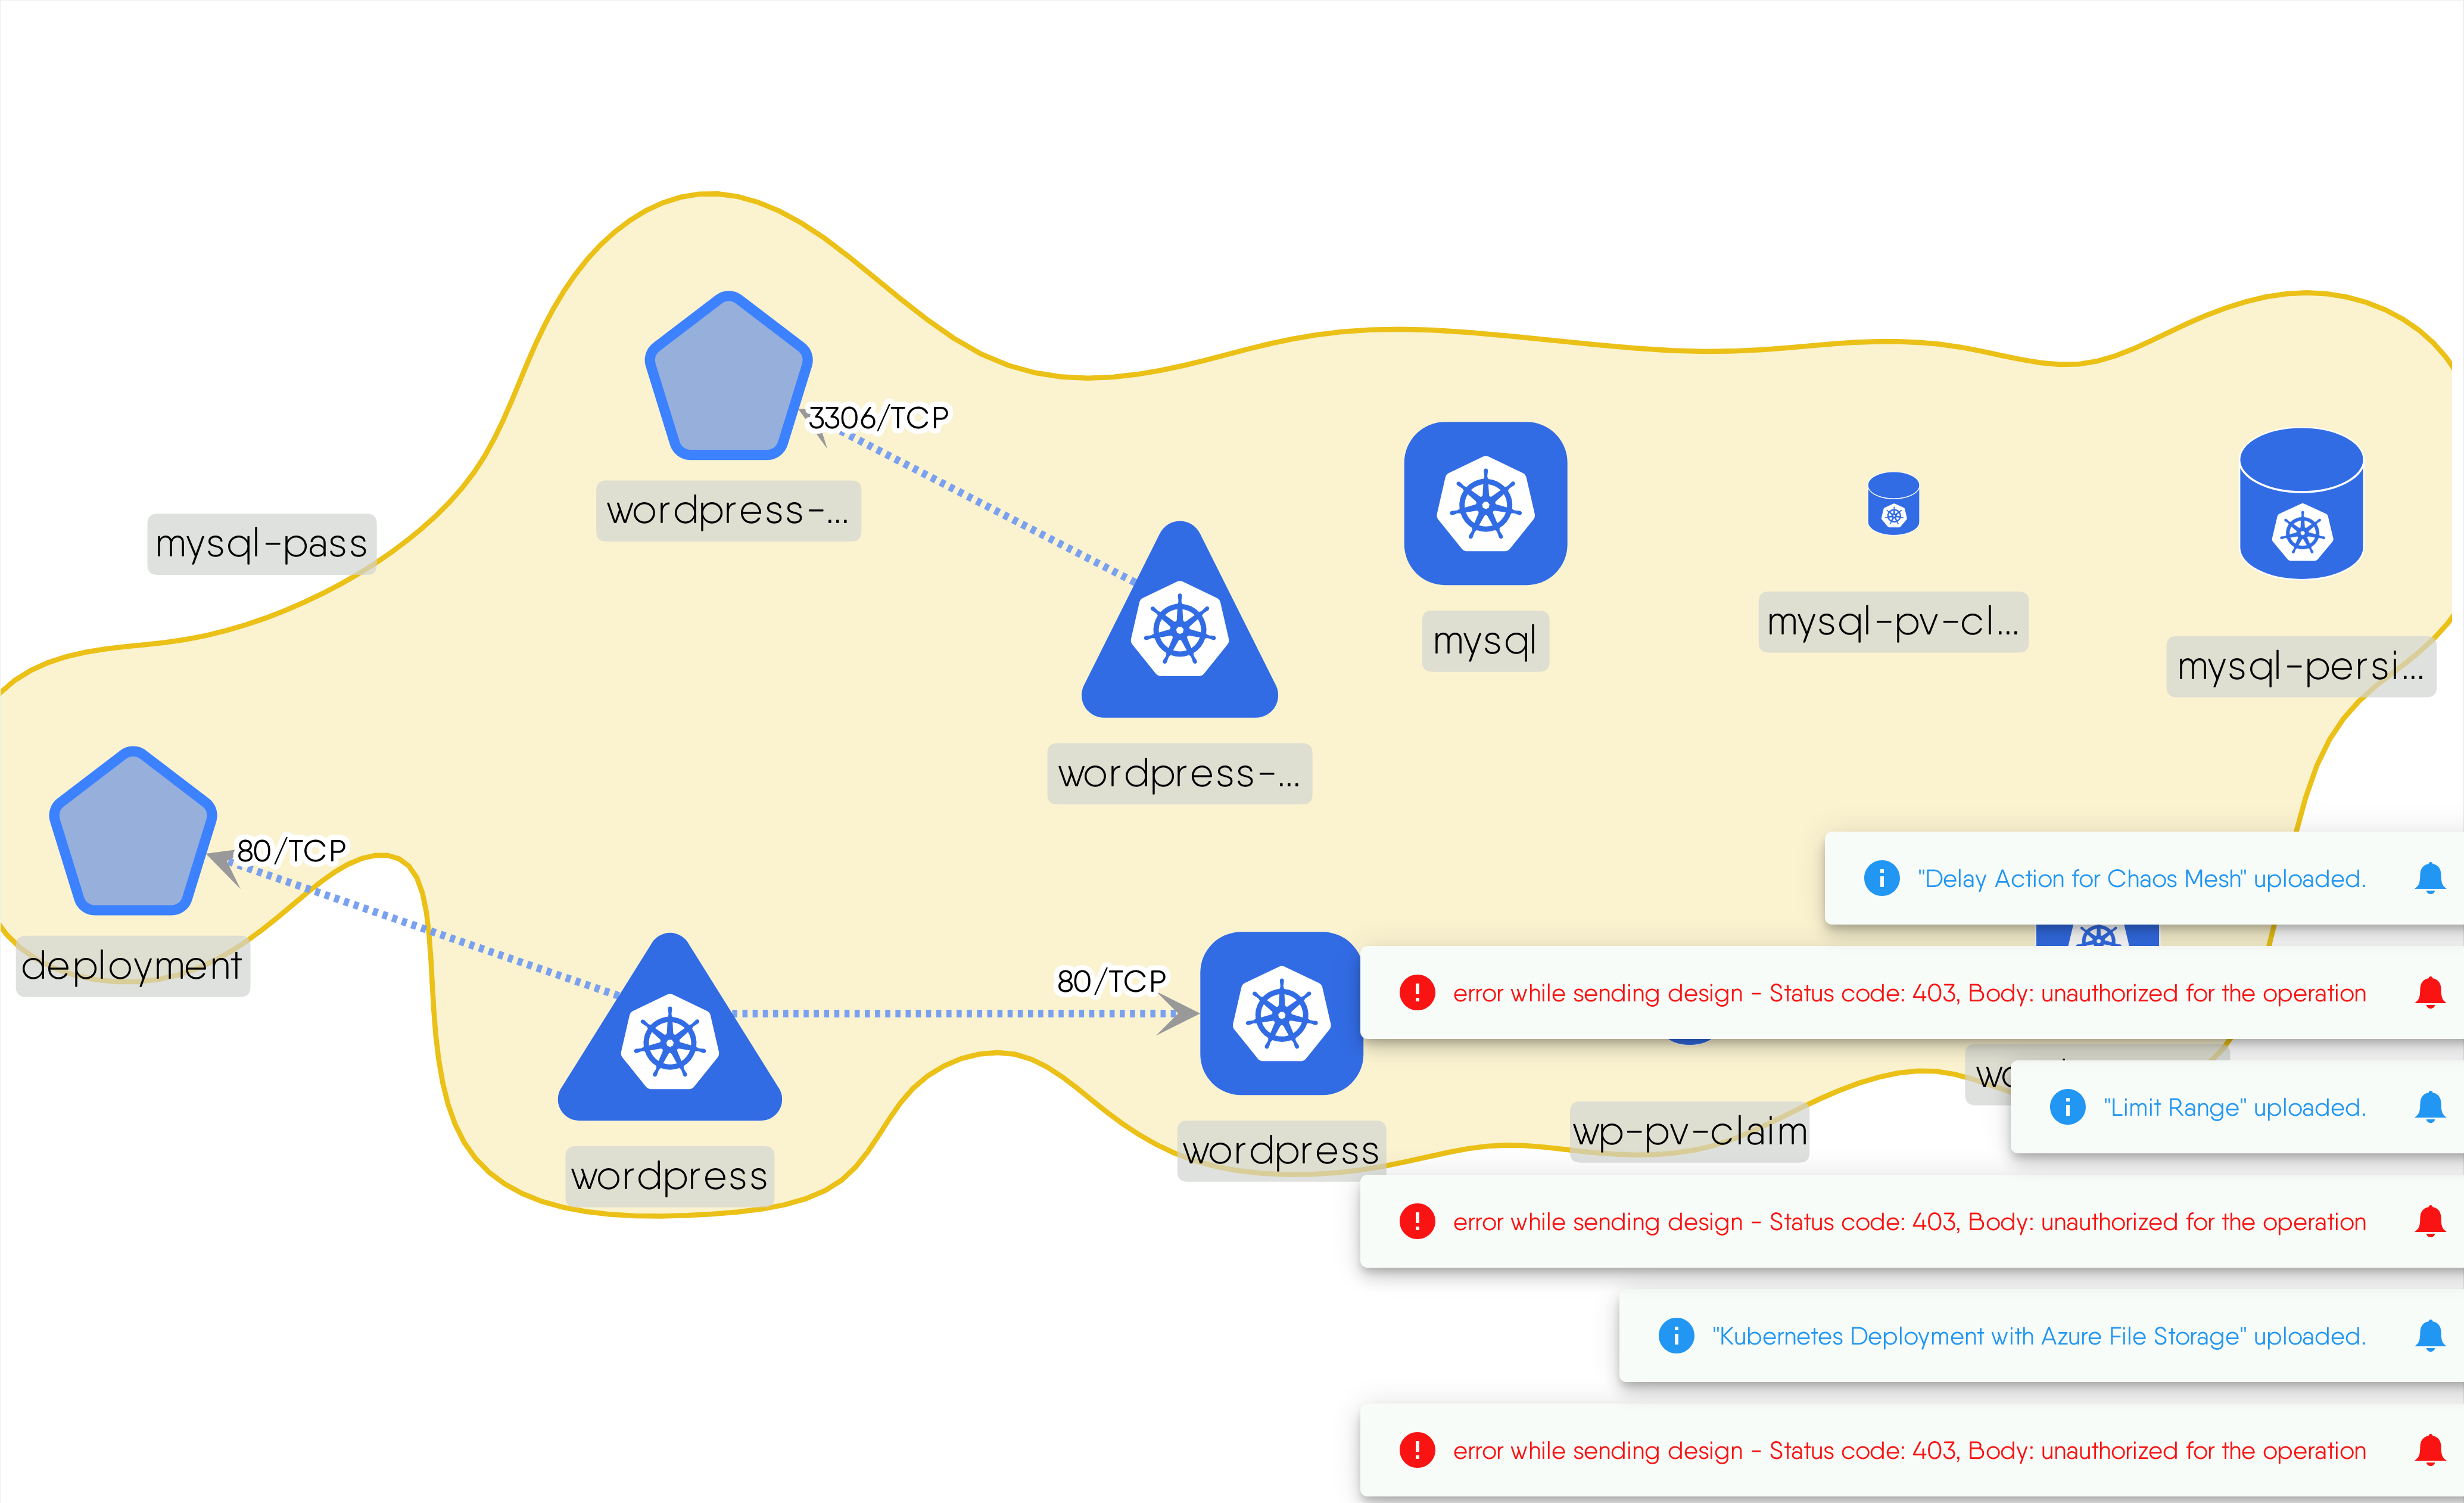 3306/TCP
wordpress-...
mysql-pass
mysql
mysql-pv-cl...
mysql-persi...
wordpress-...
80/TCP
deployment
80/TCP
wordpress
wordpress
wp-pv-claim
"Delay Action for Chaos Mesh" uploaded.
error while sending design - Status code: 403, Body: unauthorized for the operation
"Limit Range" uploaded.
error while sending design - Status code: 403, Body: unauthorized for the operation
"Kubernetes Deployment with Azure File Storage" uploaded.
error while sending design - Status code: 403, Body: unauthorized for the operation